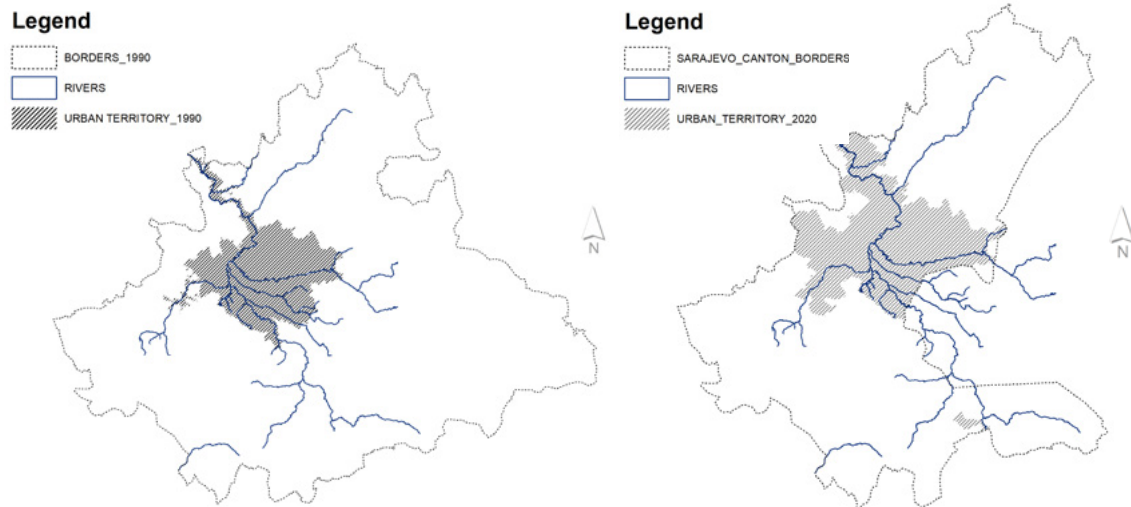 Legend
BORDERS_1990
RIVERS
URBAN TERRITORY_1990
N
Legend
SARAJEVO_CANTON_BORDERS
RIVERS
URBAN_TERRITORY_2020
N